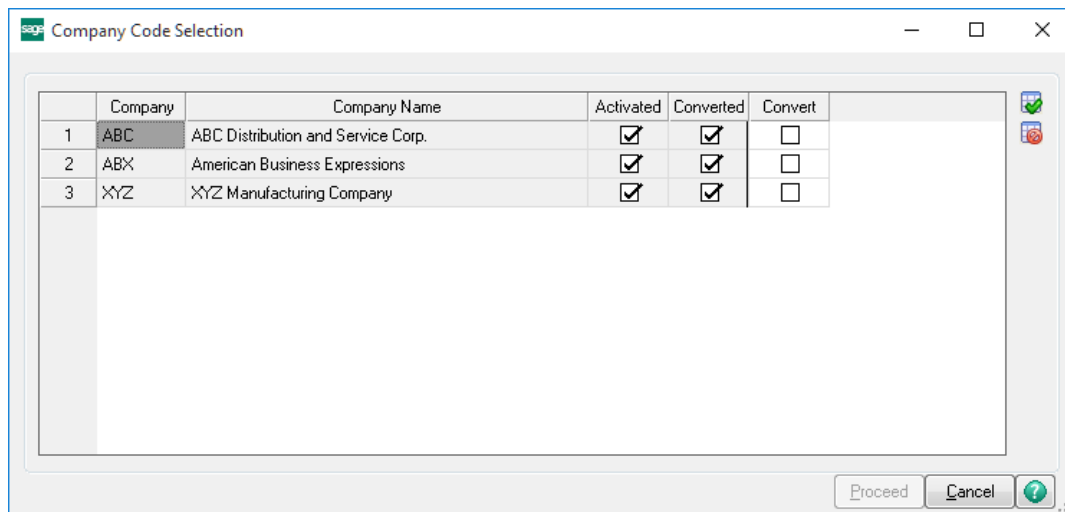 sage Company Code Selection
Company Company Name Activated Converted Convert
1 ABC ABC Distribution and Service Corp.
2 ABX American Business Expressions
3 XYZ XYZ Manufacturing Company
Proceed Cancel ?